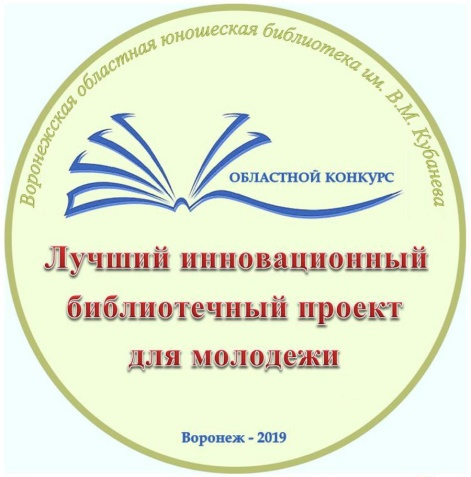 Воронежская областная юношеская библиотека им. В.М. Кубанева
ОБЛАСТНОЙ КОНКУРС
Лучший инновационный
библиотечный проект
для молодежи
Воронеж - 2019